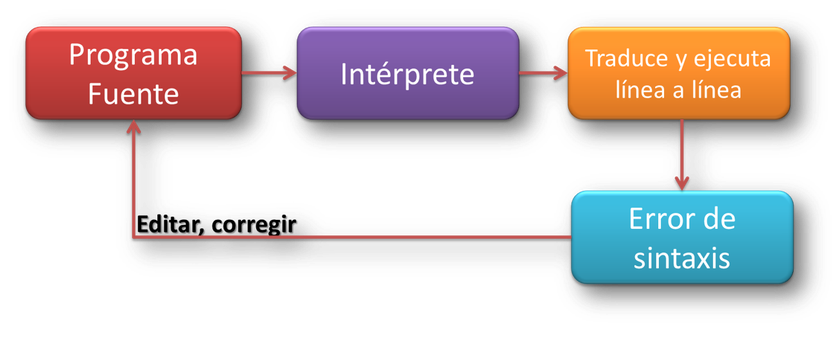 Programa
Fuente
Intérprete
Traduce y ejecuta
línea a línea
Error de
sintaxis
Editar, corregir